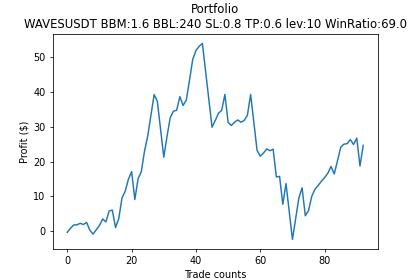 Portfolio
WAVESUSDT BBM:1.6 BBL:240 SL:0.8 TP:0.6 lev:10 WinRatio:69.0
Profit ($)
50
40
30
20
10
0
0 20 40 60 80
Trade counts